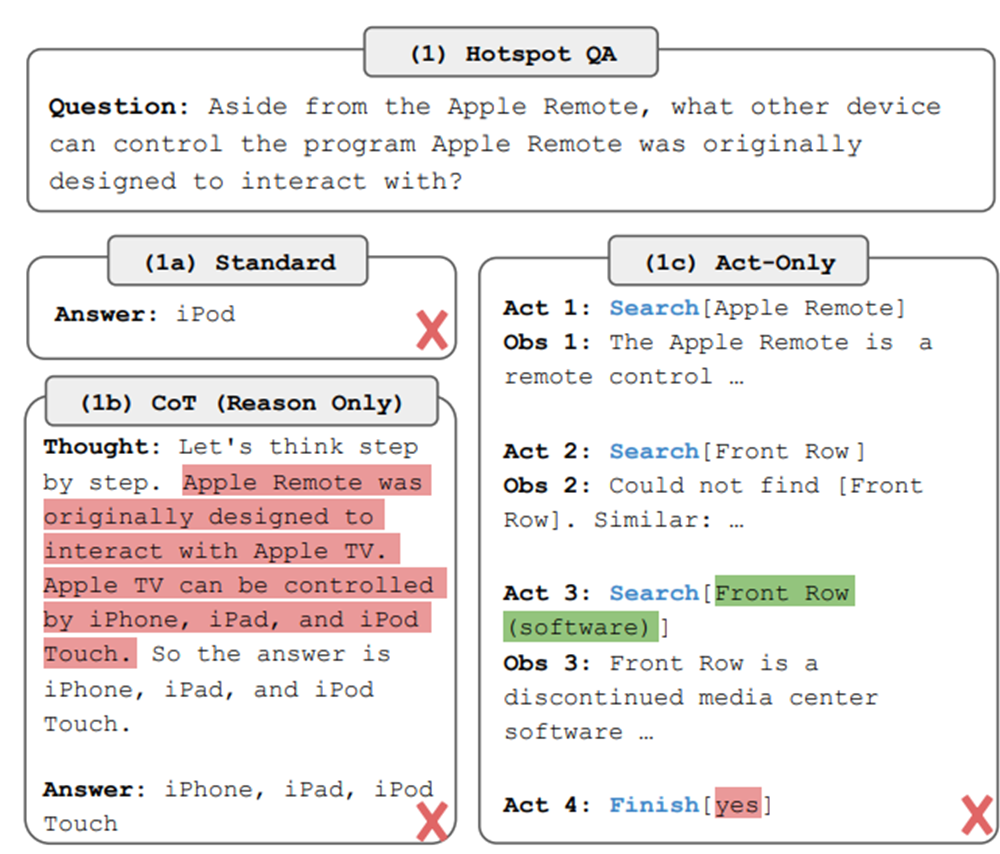 (1) Hotspot QA
Question: Aside from the Apple Remote, what other device
can control the program Apple Remote was originally
designed to interact with?
(1a) Standard
Answer: iPod
(1b) CoT (Reason Only)
Thought: Let's think step
by step. Apple Remote was
originally designed to
interact with Apple TV.
Apple TV can be controlled
by iPhone, iPad, and iPod
Touch. So the answer is
iPhone, iPad, and iPod
Touch.
Answer: iPhone, iPad, iPod
Touch
(1c) Act-Only
Act 1: Search[Apple Remote]
Obs 1: The Apple Remote is a
remote control …
Act 2: Search[Front Row]
Obs 2: Could not find [Front
Row]. Similar: …
Act 3: Search[Front Row
(software)]
Obs 3: Front Row is a
discontinued media center
software …
Act 4: Finish[yes]